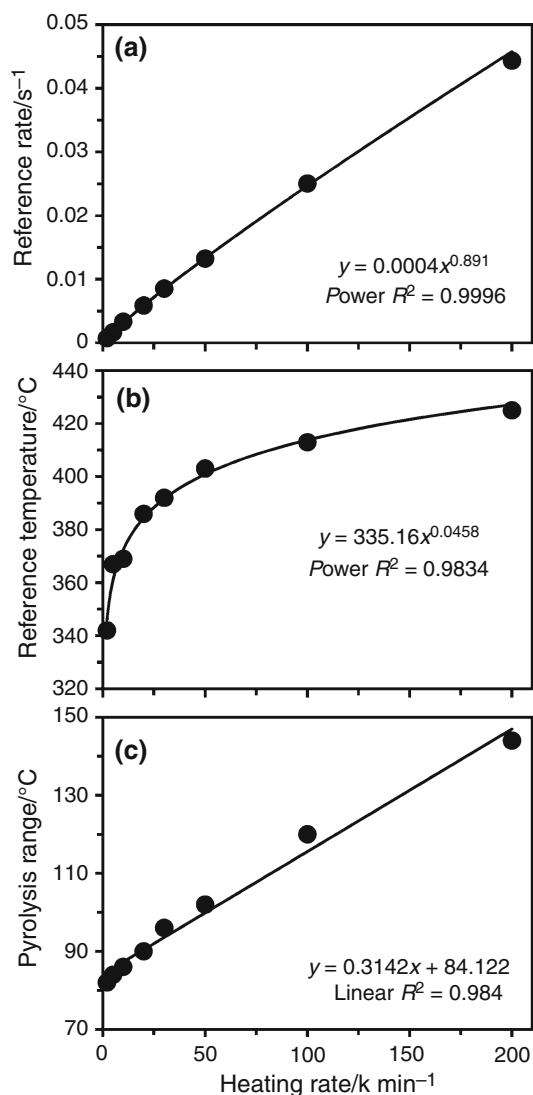 (a)
Reference rate/s⁻¹
0.05
0.04
0.03
0.02
0.01
0
y = 0.0004x^0.891
Power R² = 0.9996
(b)
Reference temperature/°C
440
420
400
380
360
340
320
y = 335.16x^0.0458
Power R² = 0.9834
(c)
Pyrolysis range/°C
150
130
110
90
70
y = 0.3142x + 84.122
Linear R² = 0.984
0 50 100 150 200
Heating rate/k min⁻¹